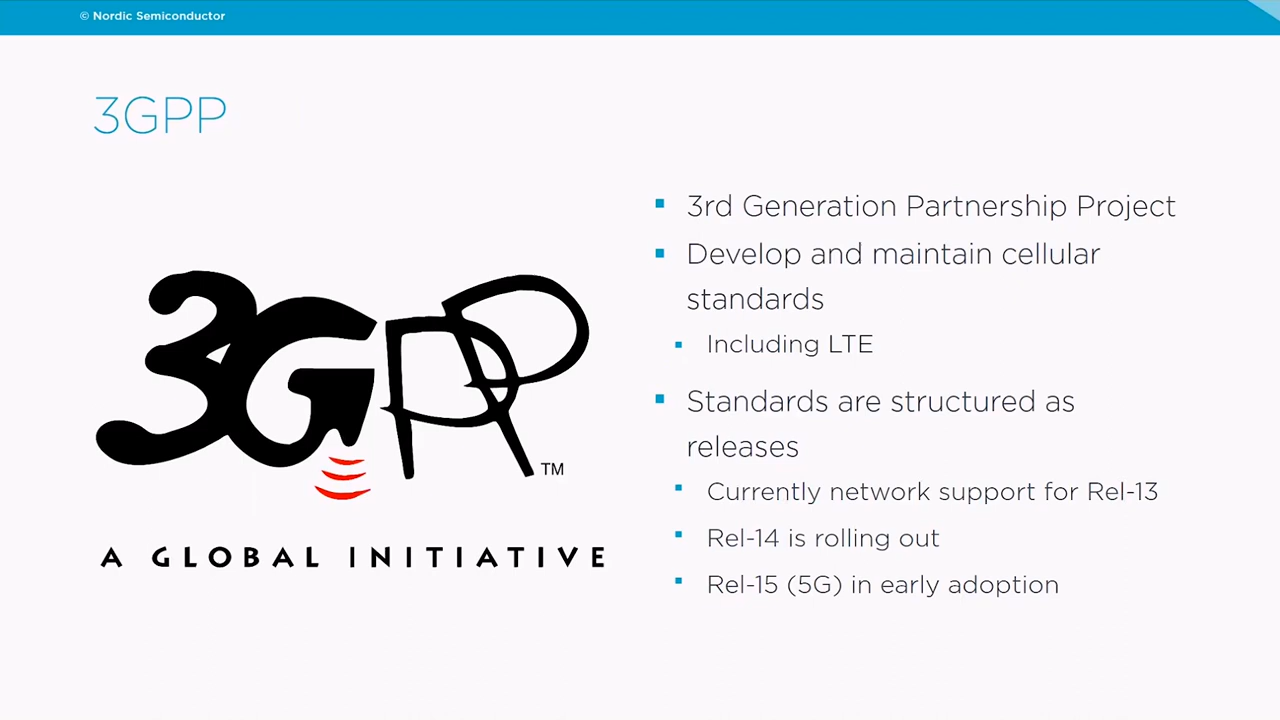 © Nordic Semiconductor
3GPP
3GPP
TM
A GLOBAL INITIATIVE
3rd Generation Partnership Project
Develop and maintain cellular
standards
Including LTE
Standards are structured as
releases
Currently network support for Rel-13
Rel-14 is rolling out
Rel-15 (5G) in early adoption